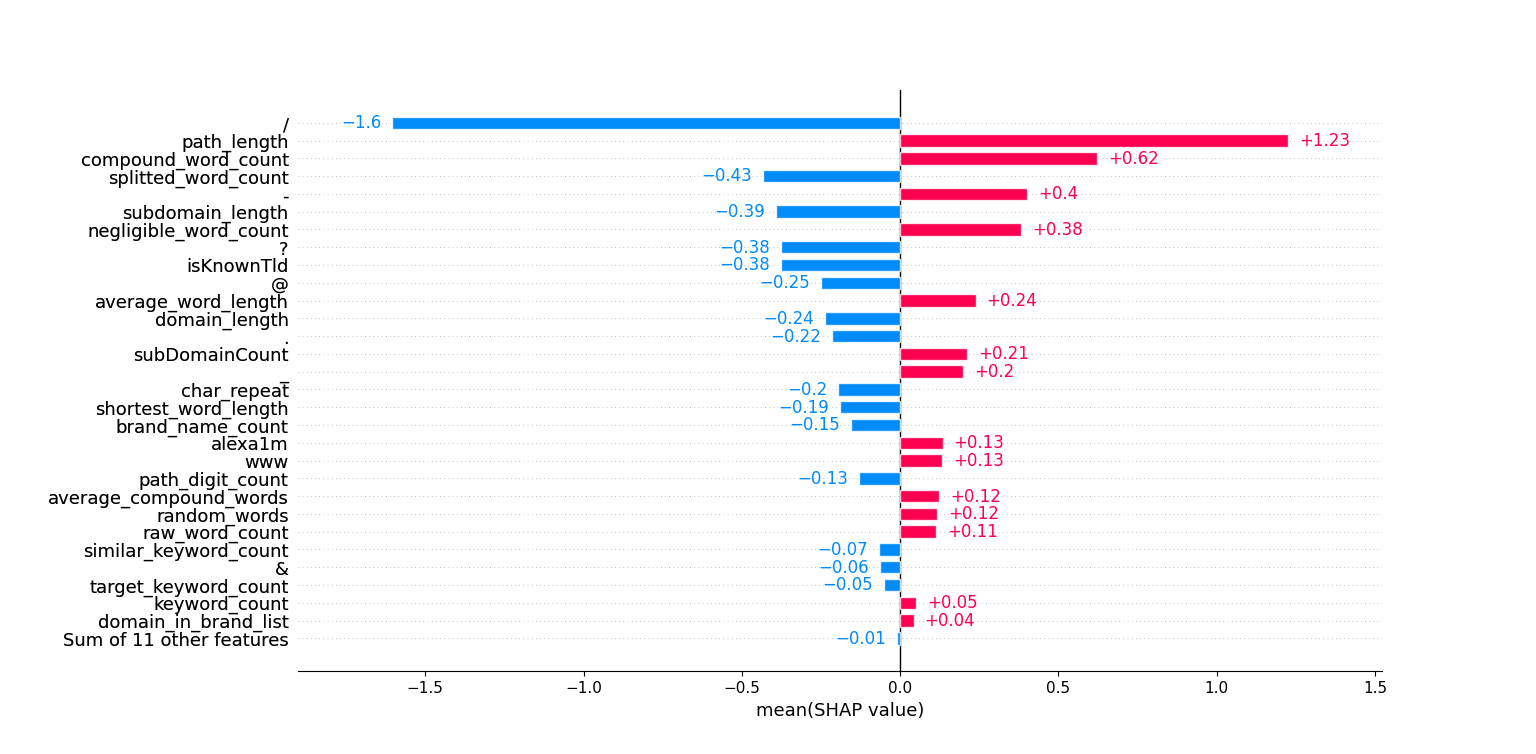 / −1.6
path_length +1.23
compound_word_count +0.62
splitted_word_count −0.43
- +0.4
subdomain_length −0.39
negligible_word_count +0.38
? −0.38
isKnownTld −0.38
@ −0.25
average_word_length +0.24
domain_length −0.24
. −0.22
subDomainCount +0.21
_ +0.2
char_repeat −0.2
shortest_word_length −0.19
brand_name_count −0.15
alexa1m +0.13
www +0.13
path_digit_count −0.13
average_compound_words +0.12
random_words +0.12
raw_word_count +0.11
similar_keyword_count −0.07
& −0.06
target_keyword_count −0.05
keyword_count +0.05
domain_in_brand_list +0.04
Sum of 11 other features −0.01
−1.5 −1.0 −0.5 0.0 0.5 1.0 1.5
mean(SHAP value)